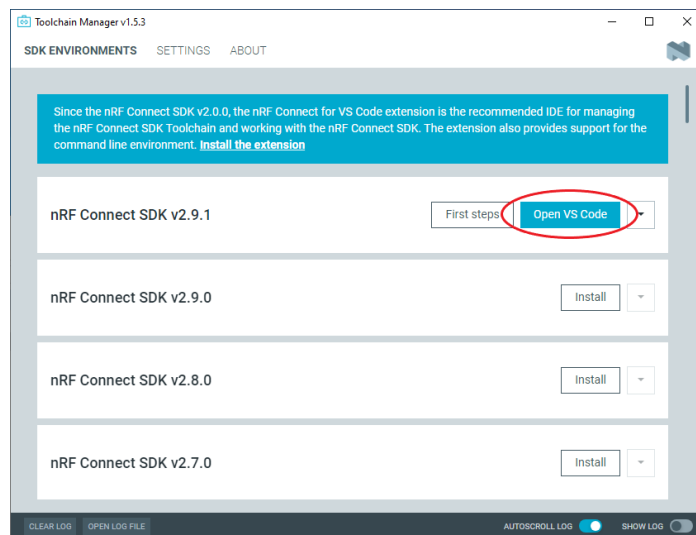 Toolchain Manager v1.5.3
SDK ENVIRONMENTS SETTINGS ABOUT
Since the nRF Connect SDK v2.0.0, the nRF Connect for VS Code extension is the recommended IDE for managing
the nRF Connect SDK Toolchain and working with the nRF Connect SDK. The extension also provides support for the
command line environment. Install the extension
nRF Connect SDK v2.9.1 First steps Open VS Code
nRF Connect SDK v2.9.0 Install
nRF Connect SDK v2.8.0 Install
nRF Connect SDK v2.7.0 Install
CLEAR LOG OPEN LOG FILE AUTOSCROLL LOG SHOW LOG